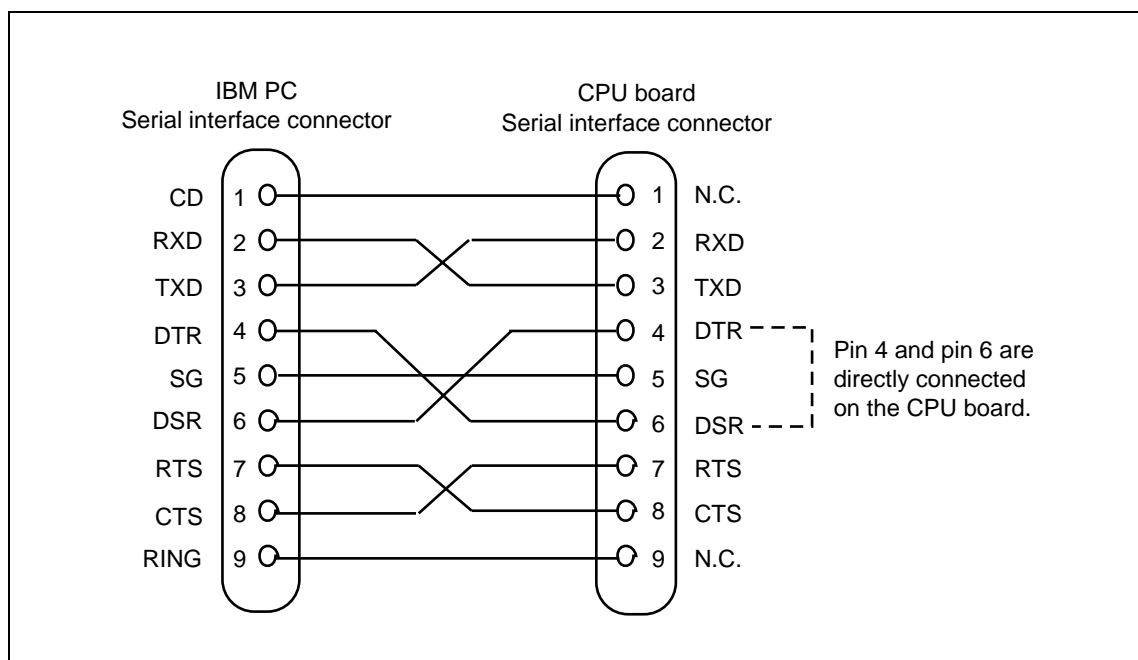 IBM PC
Serial interface connector
CPU board
Serial interface connector
CD 1 1 N.C.
RXD 2 2 RXD
TXD 3 3 TXD
DTR 4 4 DTR
SG 5 5 SG
DSR 6 6 DSR
RTS 7 7 RTS
CTS 8 8 CTS
RING 9 9 N.C.
Pin 4 and pin 6 are
directly connected
on the CPU board.